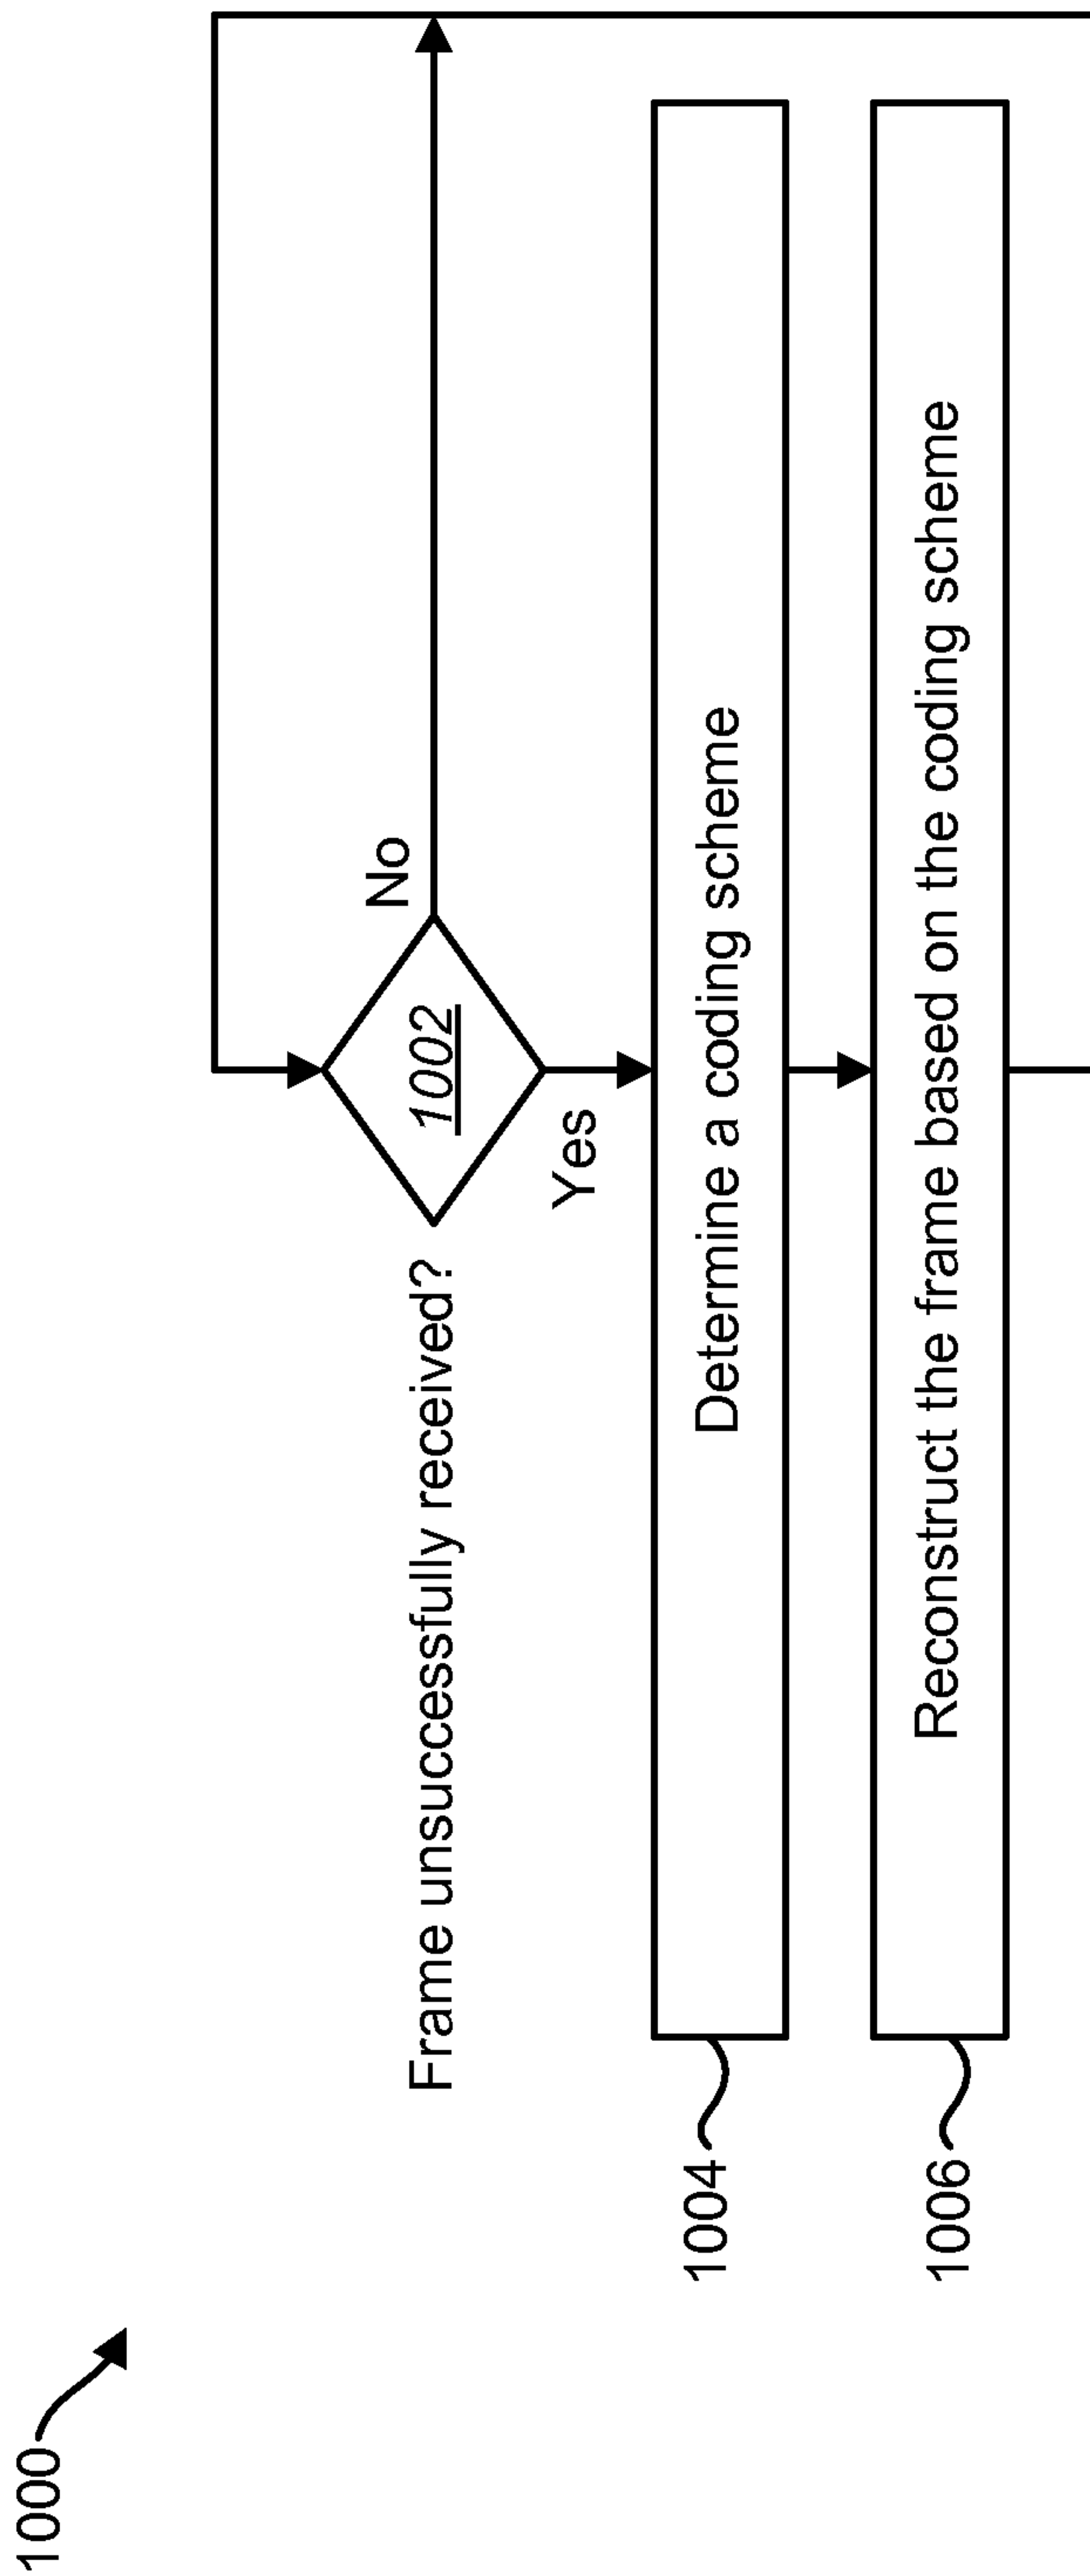 1000
Frame unsuccessfully received?
1002
No
Yes
1004
Determine a coding scheme
1006
Reconstruct the frame based on the coding scheme